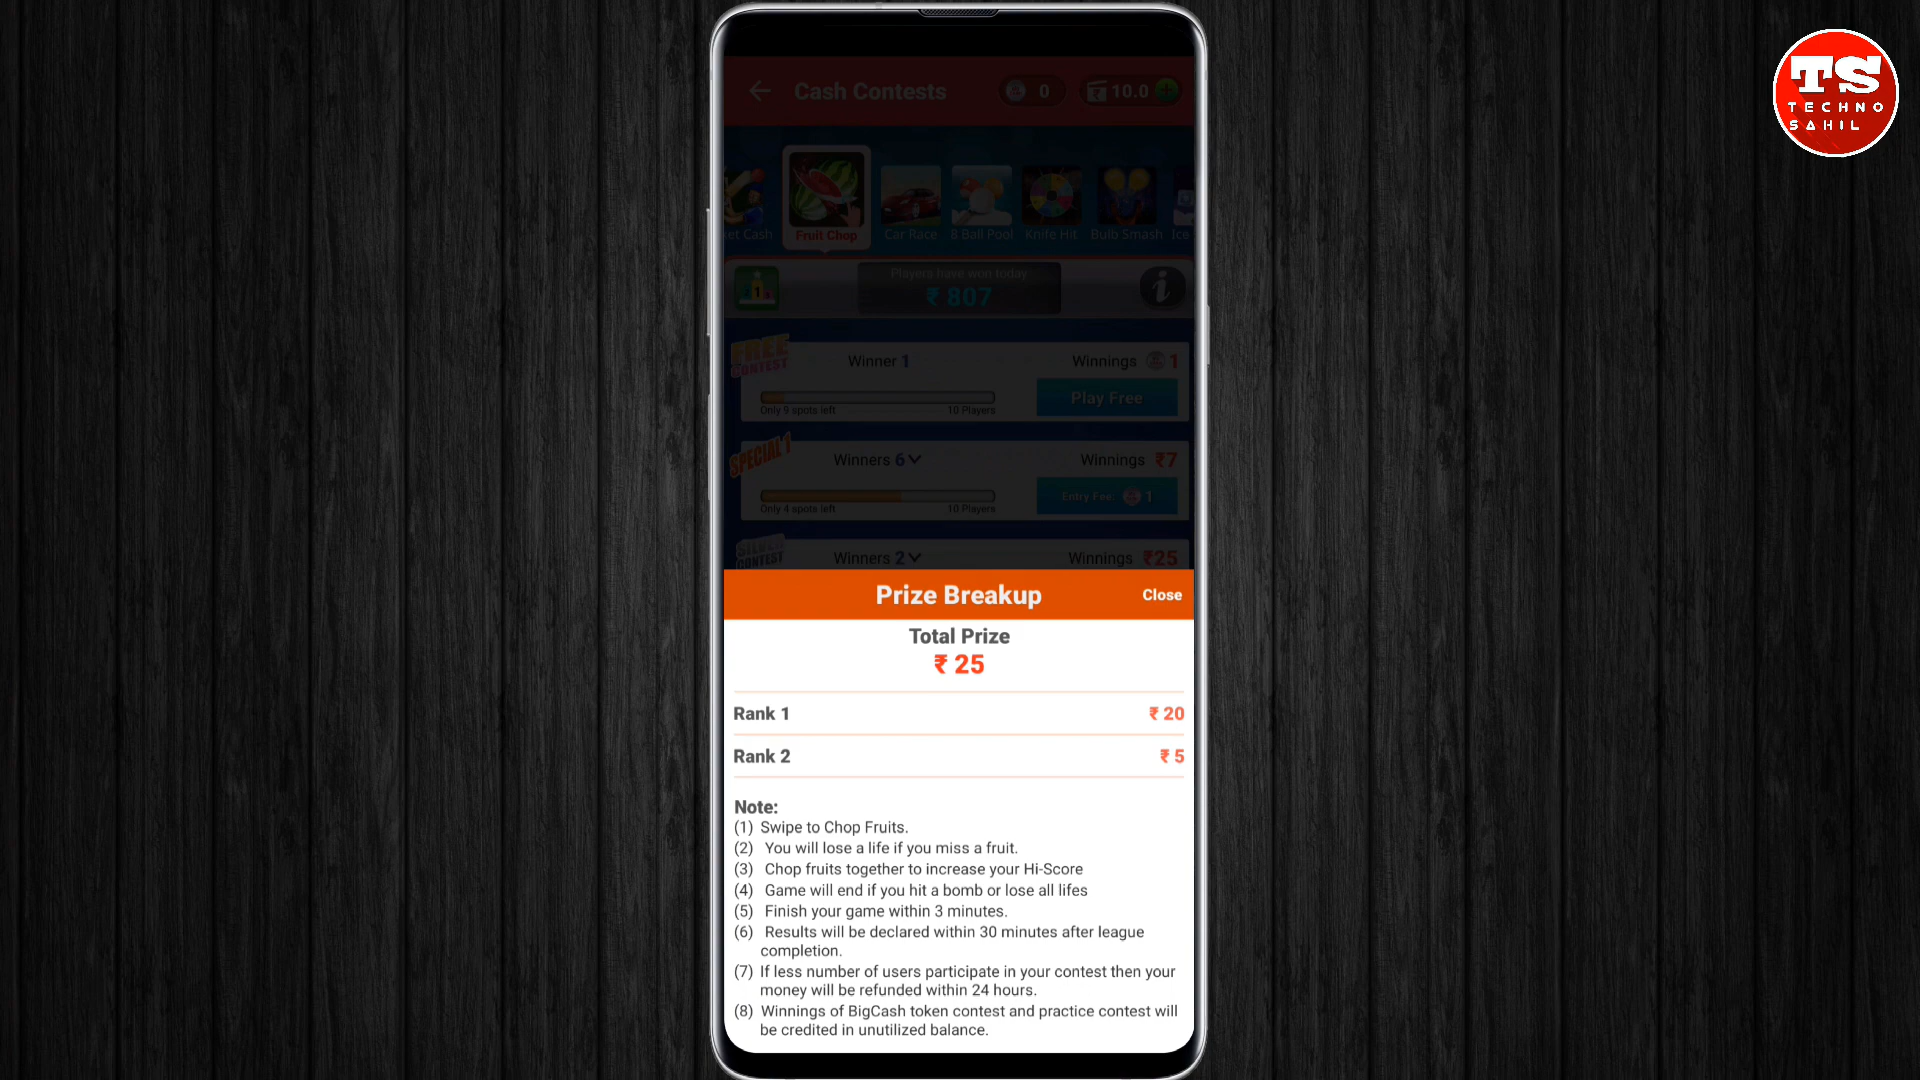 TS
TECHNO
SAHIL
Cash Contests 0 10.0
et Cash Fruit Chop Car Race 8 Ball Pool Knife Hit Bulb Smash Ice
Players have won today
₹ 807
FREE CONTEST
Winner 1 Winnings 1
Play Free
Only 9 spots left 10 Players
SPECIAL 1
Winners 6 Winnings ₹7
Entry Fee 1
Only 4 spots left 10 Players
SILVER CONTEST
Winners 2 Winnings ₹25
Prize Breakup Close
Total Prize
₹ 25
Rank 1 ₹ 20
Rank 2 ₹ 5
Note:
(1) Swipe to Chop Fruits.
(2) You will lose a life if you miss a fruit.
(3) Chop fruits together to increase your Hi-Score
(4) Game will end if you hit a bomb or lose all lifes
(5) Finish your game within 3 minutes.
(6) Results will be declared within 30 minutes after league
completion.
(7) If less number of users participate in your contest then your
money will be refunded within 24 hours.
(8) Winnings of BigCash token contest and practice contest will
be credited in unutilized balance.